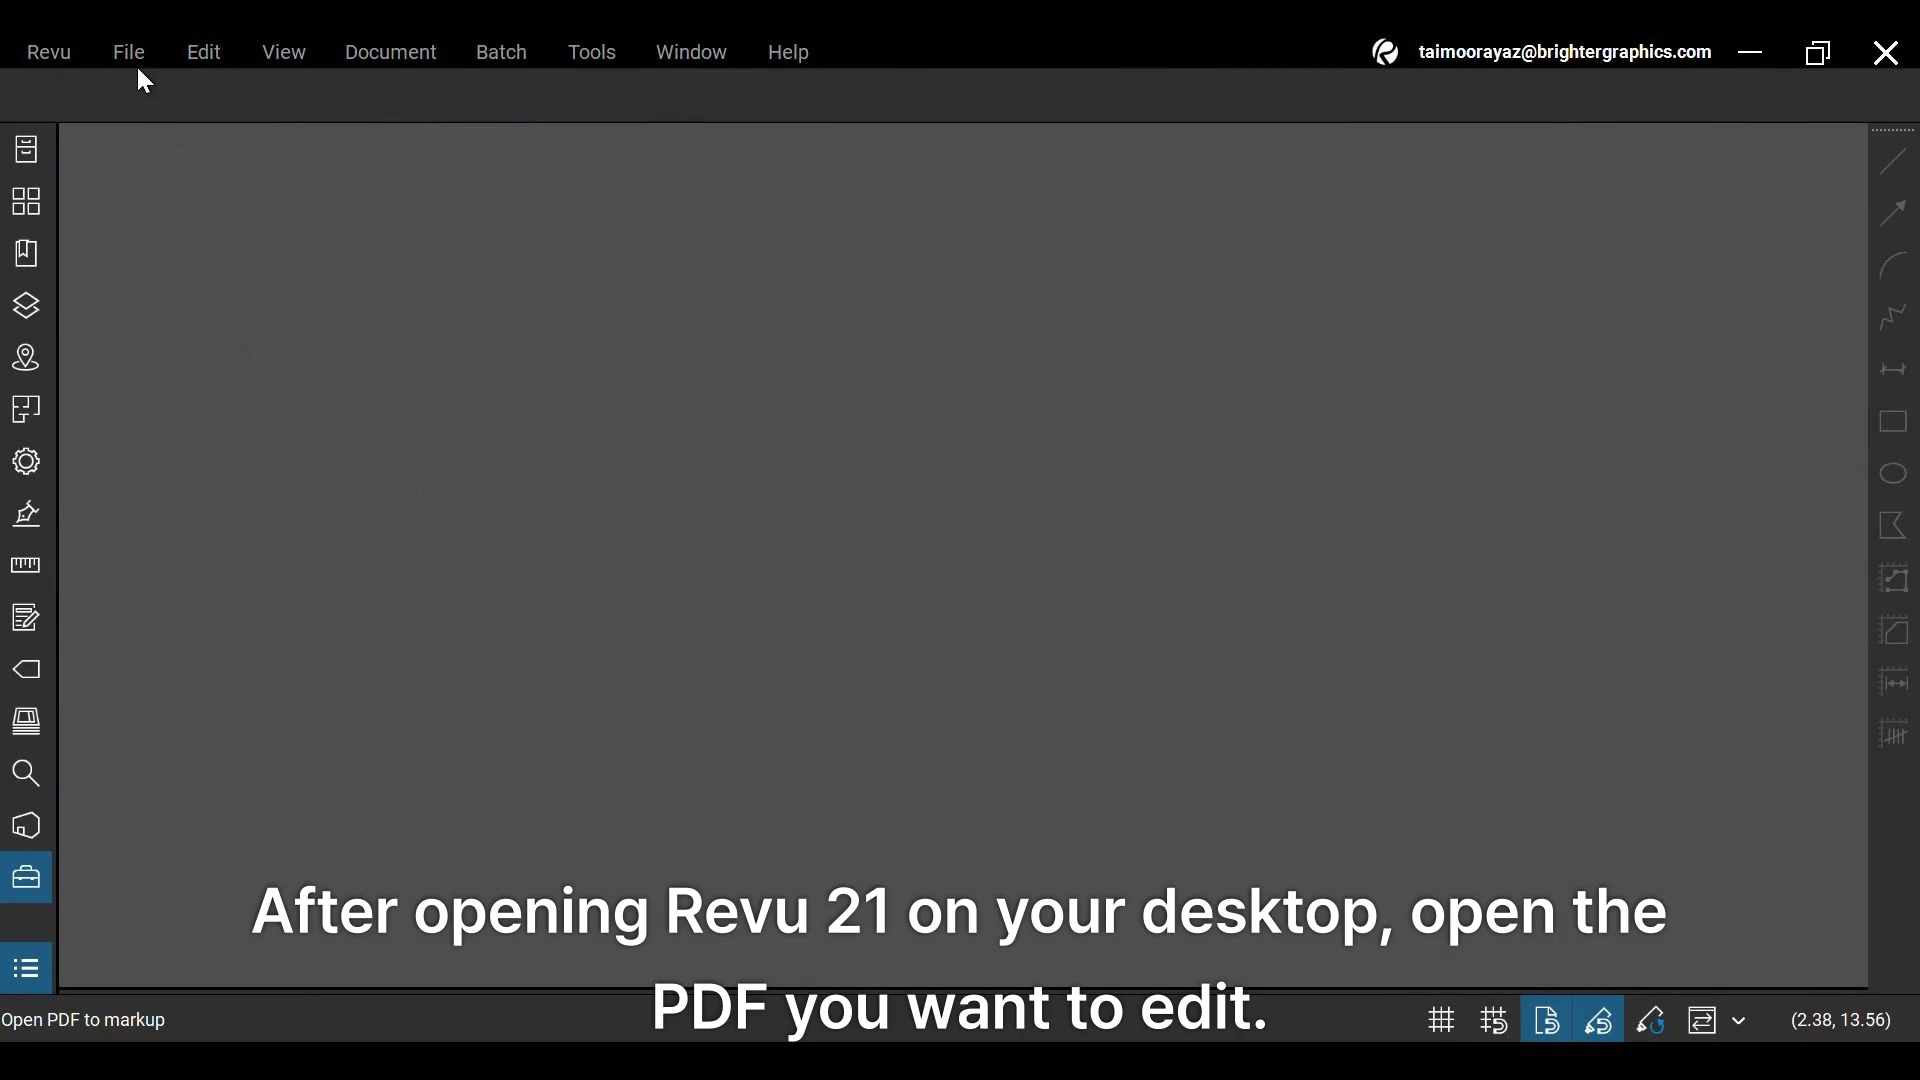 Revu File Edit View Document Batch Tools Window Help taimoorayaz@brightergraphics.com
After opening Revu 21 on your desktop, open the
PDF you want to edit.
Open PDF to markup (2.38, 13.56)